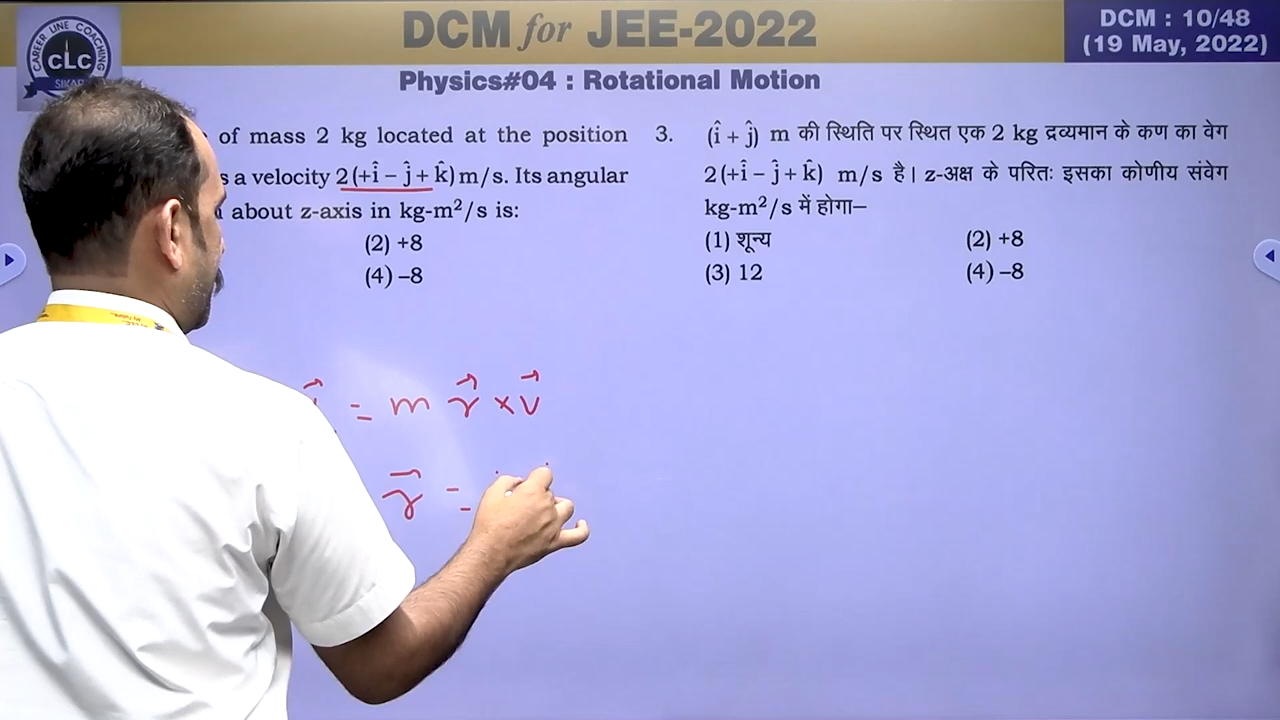 DCM for JEE-2022
DCM : 10/48
(19 May, 2022)
CAREER LINE COACHING
CLC
Physics#04 : Rotational Motion
of mass 2 kg located at the position
a velocity 2(+î − ĵ + k̂) m/s. Its angular
about z-axis in kg-m²/s is:
(2) +8
(4) –8
3. (î + ĵ) m की स्थिति पर स्थित एक 2 kg द्रव्यमान के कण का वेग
2(+î − ĵ + k̂) m/s है। z-अक्ष के परितः इसका कोणीय संवेग
kg-m²/s में होगा–
(1) शून्य (2) +8
(3) 12 (4) –8
= m r⃗ × v⃗
r⃗ =